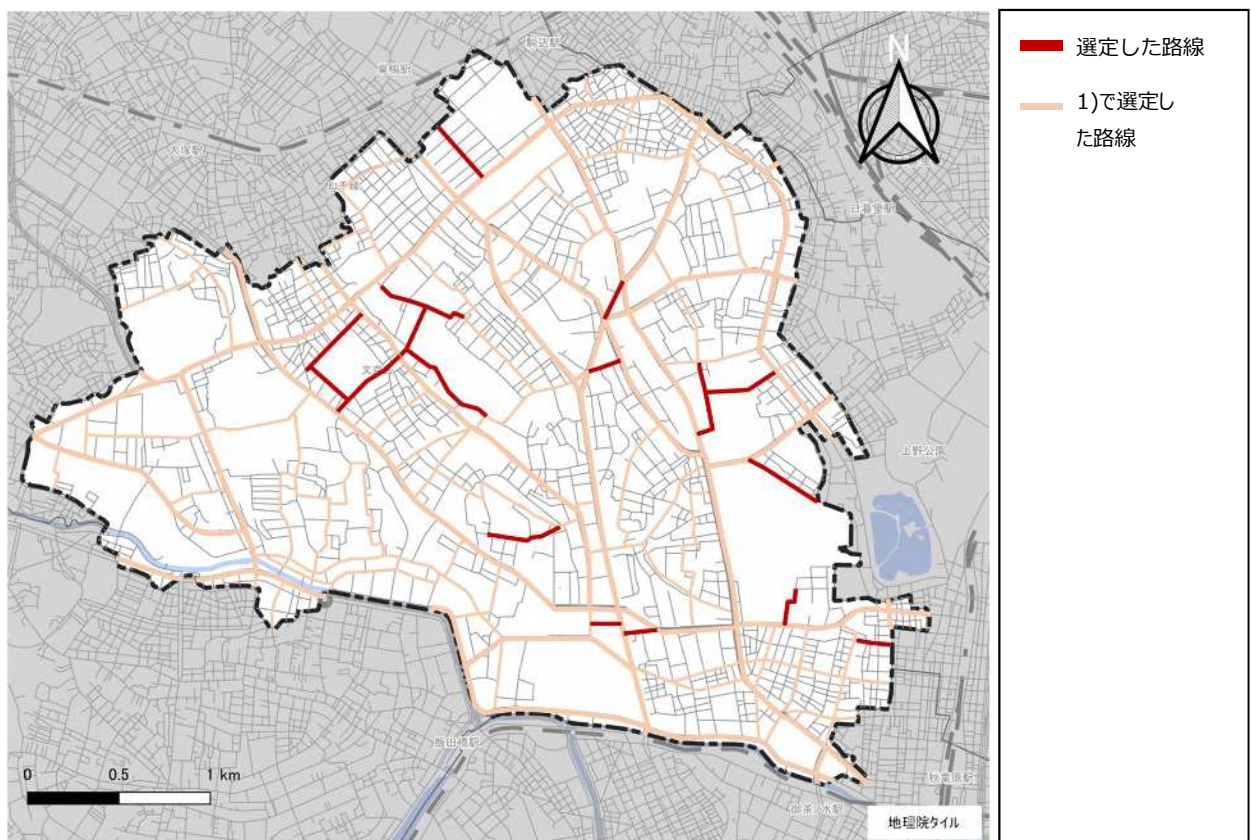 駒込駅
巣鴨駅
N
大塚駅
日暮里駅
上野公園
飯田橋駅
秋葉原駅
御茶ノ水駅
0 0.5 1 km
地理院タイル
選定した路線
1)で選定し
た路線